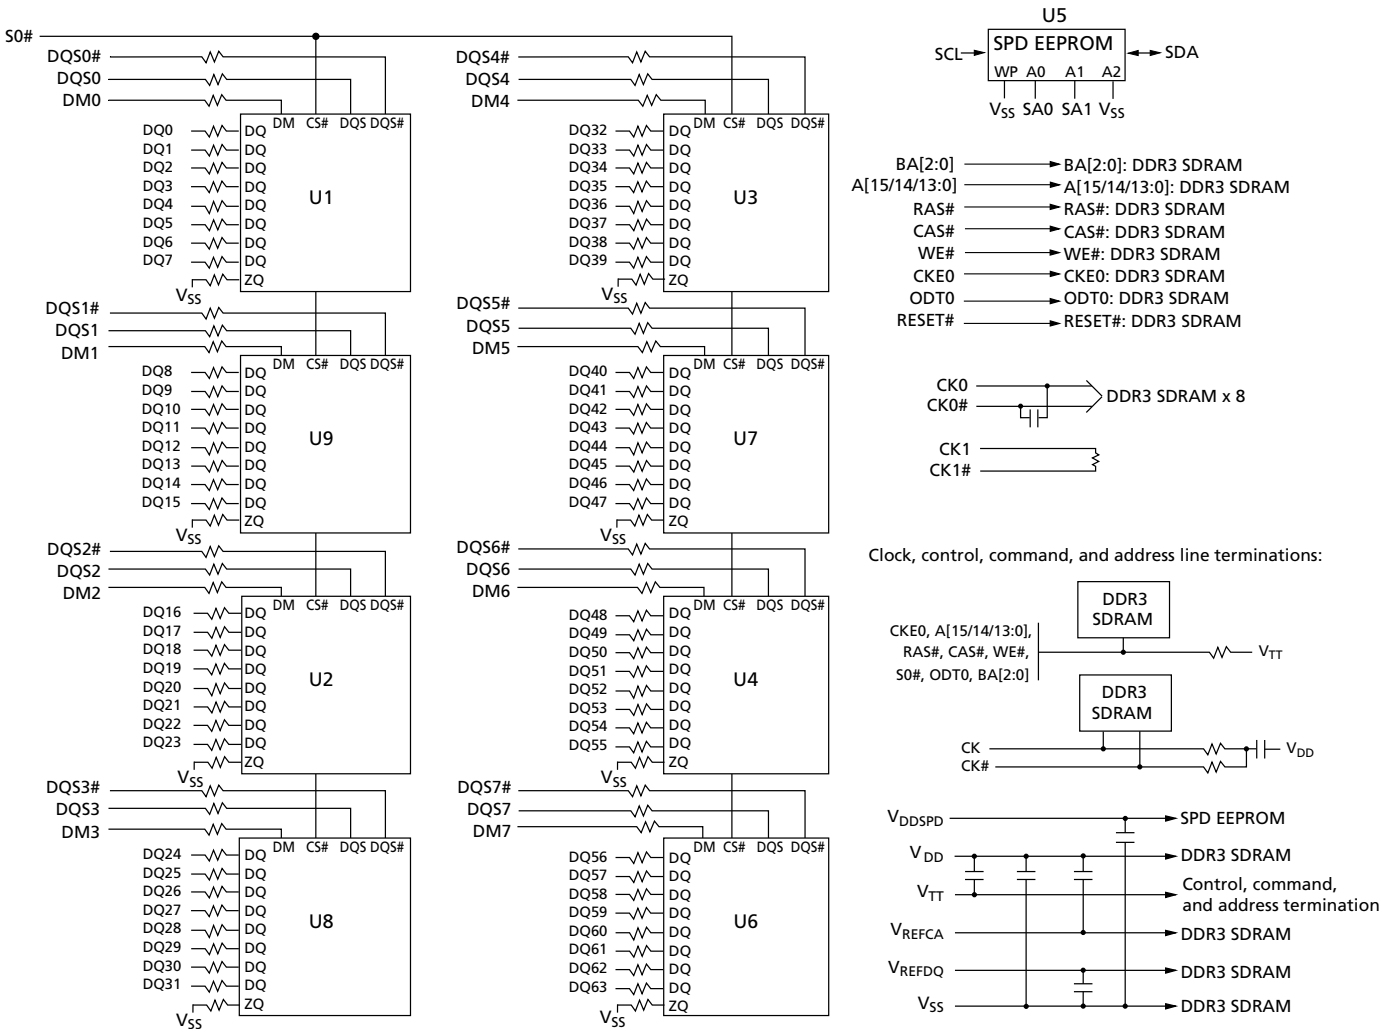 S0#
DQS0#
DQS0
DM0
DM CS# DQS DQS#
DQ0 DQ
DQ1 DQ
DQ2 DQ
DQ3 DQ
DQ4 DQ
DQ5 DQ
DQ6 DQ
DQ7 DQ
ZQ
VSS
U1
DQS1#
DQS1
DM1
DM CS# DQS DQS#
DQ8 DQ
DQ9 DQ
DQ10 DQ
DQ11 DQ
DQ12 DQ
DQ13 DQ
DQ14 DQ
DQ15 DQ
ZQ
VSS
U9
DQS2#
DQS2
DM2
DM CS# DQS DQS#
DQ16 DQ
DQ17 DQ
DQ18 DQ
DQ19 DQ
DQ20 DQ
DQ21 DQ
DQ22 DQ
DQ23 DQ
ZQ
VSS
U2
DQS3#
DQS3
DM3
DM CS# DQS DQS#
DQ24 DQ
DQ25 DQ
DQ26 DQ
DQ27 DQ
DQ28 DQ
DQ29 DQ
DQ30 DQ
DQ31 DQ
ZQ
VSS
U8
DQS4#
DQS4
DM4
DM CS# DQS DQS#
DQ32 DQ
DQ33 DQ
DQ34 DQ
DQ35 DQ
DQ36 DQ
DQ37 DQ
DQ38 DQ
DQ39 DQ
ZQ
VSS
U3
DQS5#
DQS5
DM5
DM CS# DQS DQS#
DQ40 DQ
DQ41 DQ
DQ42 DQ
DQ43 DQ
DQ44 DQ
DQ45 DQ
DQ46 DQ
DQ47 DQ
ZQ
VSS
U7
DQS6#
DQS6
DM6
DM CS# DQS DQS#
DQ48 DQ
DQ49 DQ
DQ50 DQ
DQ51 DQ
DQ52 DQ
DQ53 DQ
DQ54 DQ
DQ55 DQ
ZQ
VSS
U4
DQS7#
DQS7
DM7
DM CS# DQS DQS#
DQ56 DQ
DQ57 DQ
DQ58 DQ
DQ59 DQ
DQ60 DQ
DQ61 DQ
DQ62 DQ
DQ63 DQ
ZQ
VSS
U6
U5
SCL SPD EEPROM SDA
WP A0 A1 A2
VSS SA0 SA1 VSS
BA[2:0] BA[2:0]: DDR3 SDRAM
A[15/14/13:0] A[15/14/13:0]: DDR3 SDRAM
RAS# RAS#: DDR3 SDRAM
CAS# CAS#: DDR3 SDRAM
WE# WE#: DDR3 SDRAM
CKE0 CKE0: DDR3 SDRAM
ODT0 ODT0: DDR3 SDRAM
RESET# RESET#: DDR3 SDRAM
CK0
CK0#
DDR3 SDRAM x 8
CK1
CK1#
Clock, control, command, and address line terminations:
DDR3
SDRAM
CKE0, A[15/14/13:0],
RAS#, CAS#, WE#,
S0#, ODT0, BA[2:0]
VTT
DDR3
SDRAM
CK
CK#
VDD
VDDSPD SPD EEPROM
VDD DDR3 SDRAM
VTT Control, command,
and address termination
VREFCA DDR3 SDRAM
VREFDQ DDR3 SDRAM
VSS DDR3 SDRAM